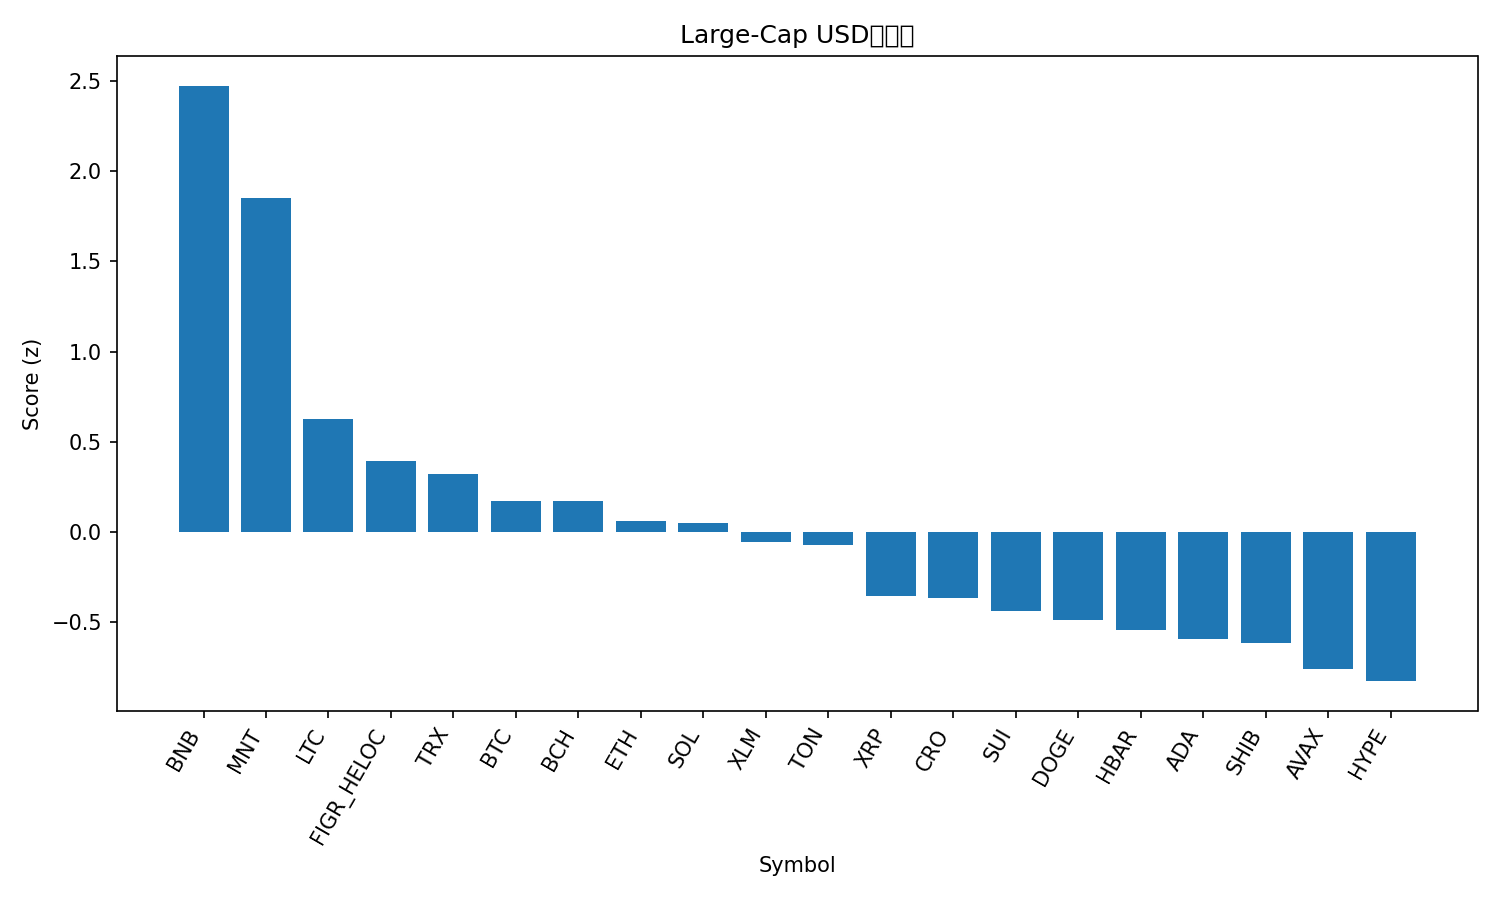 Large-Cap USD
Score (z)
2.5
2.0
1.5
1.0
0.5
0.0
−0.5
BNB
MNT
LTC
FIGR_HELOC
TRX
BTC
BCH
ETH
SOL
XLM
TON
XRP
CRO
SUI
DOGE
HBAR
ADA
SHIB
AVAX
HYPE
Symbol